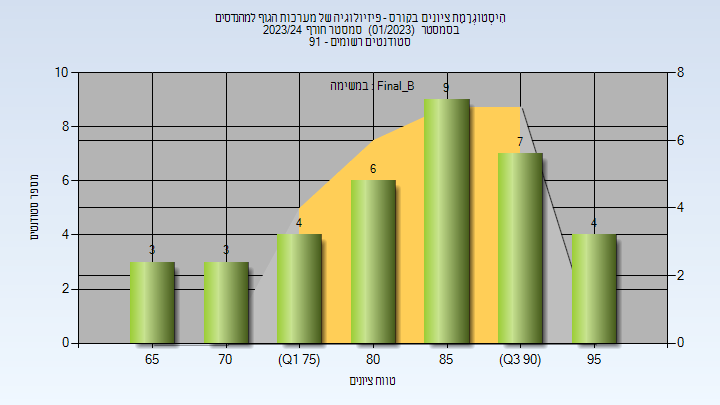 היסטוגרמת ציונים בקורס - פיזיולוגיה של מערכות הגוף למהנדסים
בסמסטר (01/2023) סמסטר חורף 2023/24
סטודנטים רשומים - 91
במשימה : Final_B
10
8
6
4
2
0
מספר סטודנטים
8
6
4
2
0
3
3
4
6
9
7
4
65
70
(Q1 75)
80
85
(Q3 90)
95
טווח ציונים